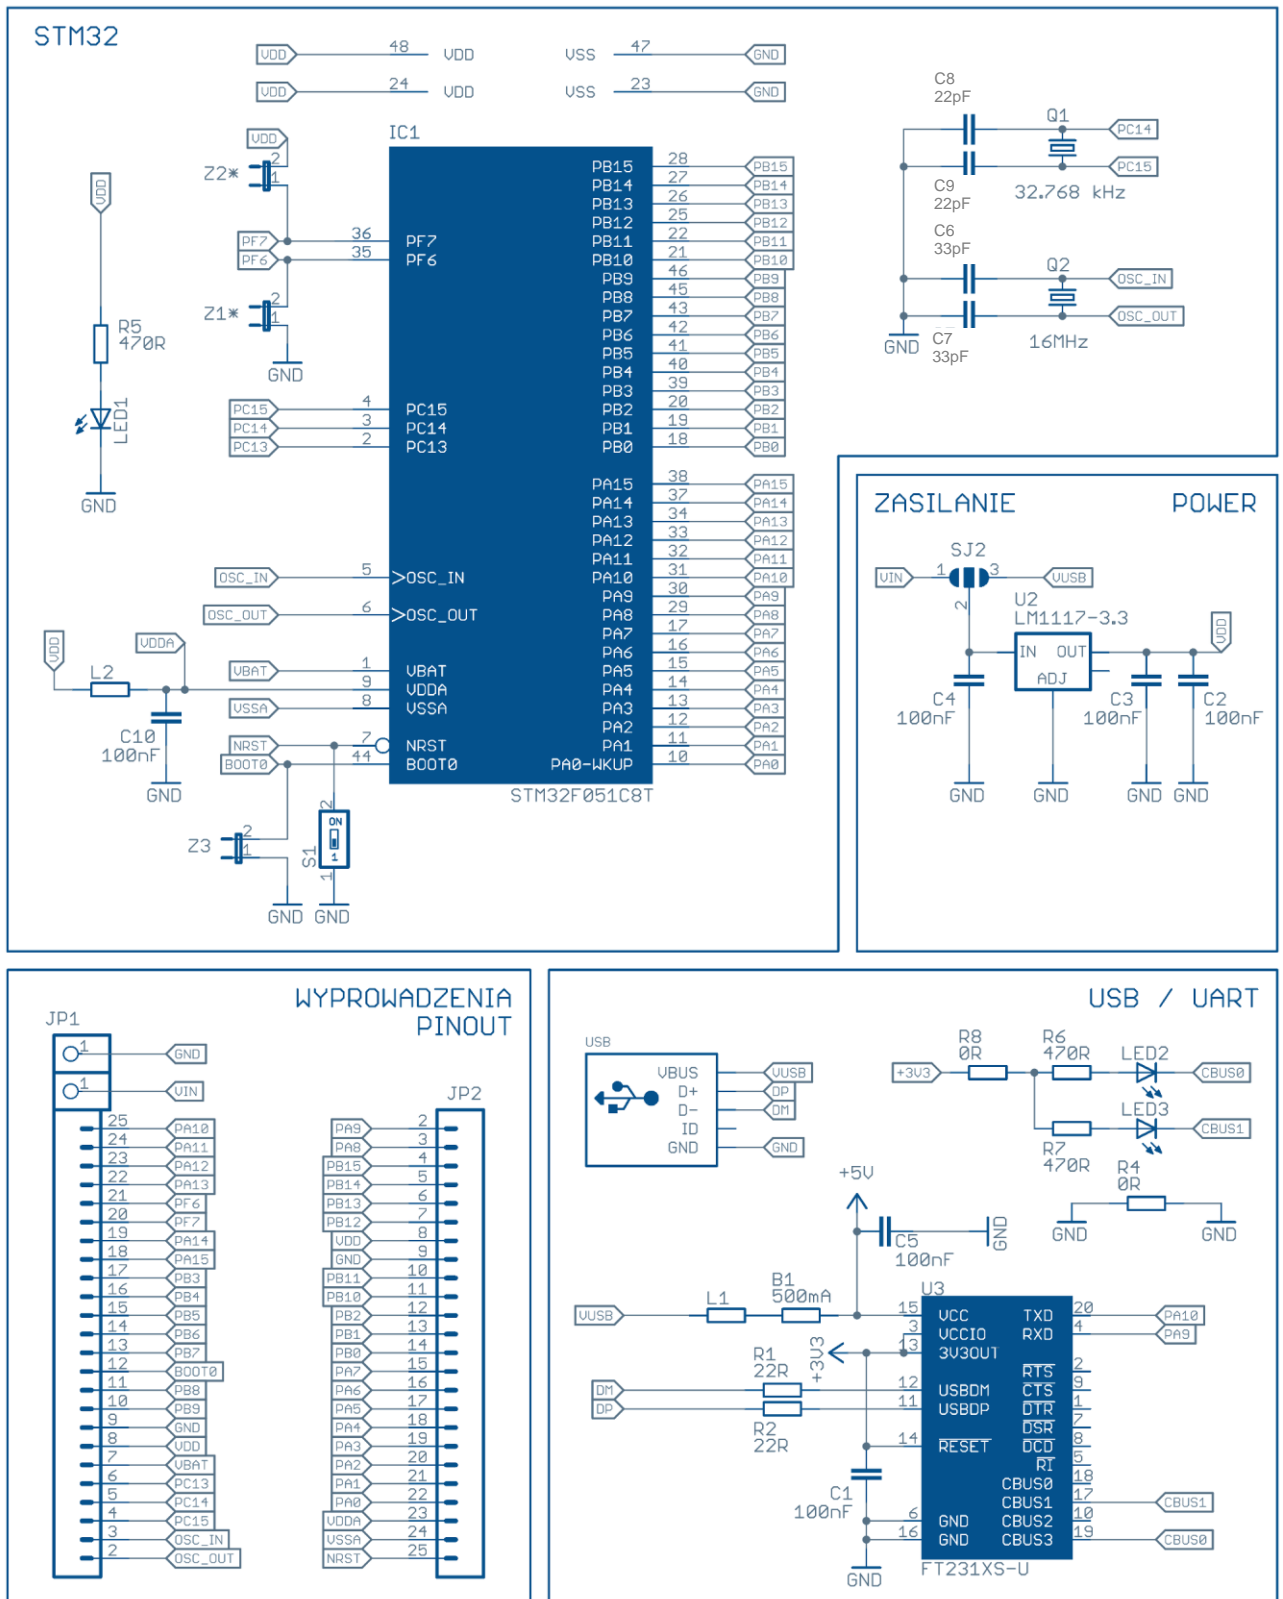 STM32
VDD 48 VDD VSS 47 GND
VDD 24 VDD VSS 23 GND
IC1
VDD
Z2* 2
1
PF7 36 PF7
PF6 35 PF6
Z1* 2
1
GND
VDD
R5
470R
LED1
GND
PC15 4 PC15
PC14 3 PC14
PC13 2 PC13
OSC_IN 5 >OSC_IN
OSC_OUT 6 >OSC_OUT
VDD
VDDA
L2
VBAT 1 VBAT
9 VDDA
VSSA 8 VSSA
C10
100nF
GND
NRST 7 NRST
BOOT0 44 BOOT0
Z3 2
1
GND
2
ON
1
S1
1
GND
PB15 28 PB15
PB14 27 PB14
PB13 26 PB13
PB12 25 PB12
PB11 22 PB11
PB10 21 PB10
PB9 46 PB9
PB8 45 PB8
PB7 43 PB7
PB6 42 PB6
PB5 41 PB5
PB4 40 PB4
PB3 39 PB3
PB2 20 PB2
PB1 19 PB1
PB0 18 PB0
PA15 38 PA15
PA14 37 PA14
PA13 34 PA13
PA12 33 PA12
PA11 32 PA11
PA10 31 PA10
PA9 30 PA9
PA8 29 PA8
PA7 17 PA7
PA6 16 PA6
PA5 15 PA5
PA4 14 PA4
PA3 13 PA3
PA2 12 PA2
PA1 11 PA1
PA0-WKUP 10 PA0
STM32F051C8T
C8
22pF
Q1
PC14
PC15
C9
22pF
32.768 kHz
C6
33pF
Q2
OSC_IN
OSC_OUT
GND
C7
33pF
16MHz
ZASILANIE POWER
SJ2
VIN 1 3 VUSB
2
U2
LM1117-3.3
VDD
IN OUT
ADJ
C4
100nF
C3
100nF
C2
100nF
GND GND GND GND
WYPROWADZENIA
PINOUT
JP1
1 GND
1 VIN
25 PA10
24 PA11
23 PA12
22 PA13
21 PF6
20 PF7
19 PA14
18 PA15
17 PB3
16 PB4
15 PB5
14 PB6
13 PB7
12 BOOT0
11 PB8
10 PB9
9 GND
8 VDD
7 VBAT
6 PC13
5 PC14
4 PC15
3 OSC_IN
2 OSC_OUT
JP2
PA9 2
PA8 3
PB15 4
PB14 5
PB13 6
PB12 7
VDD 8
GND 9
PB11 10
PB10 11
PB2 12
PB1 13
PB0 14
PA7 15
PA6 16
PA5 17
PA4 18
PA3 19
PA2 20
PA1 21
PA0 22
VDDA 23
VSSA 24
NRST 25
USB / UART
USB
VBUS VUSB
D+ DP
D- DM
ID
GND GND
R8
0R
R6
470R
LED2
+3V3 CBUS0
LED3
CBUS1
R7
470R
R4
0R
GND GND
+5V
C5
100nF
GND
VUSB
L1
B1
500mA
U3
+3V3
15 VCC TXD 20 PA10
3 VCCIO RXD 4 PA9
13 3V3OUT
RTS 2
DM
R1
22R
12 USBDM CTS 9
DP
R2
22R
11 USBDP DTR 1
DSR 7
14 RESET DCD 8
RI 5
CBUS0 18
CBUS1 17 CBUS1
C1
100nF
6 GND CBUS2 10
16 GND CBUS3 19 CBUS0
GND
FT231XS-U